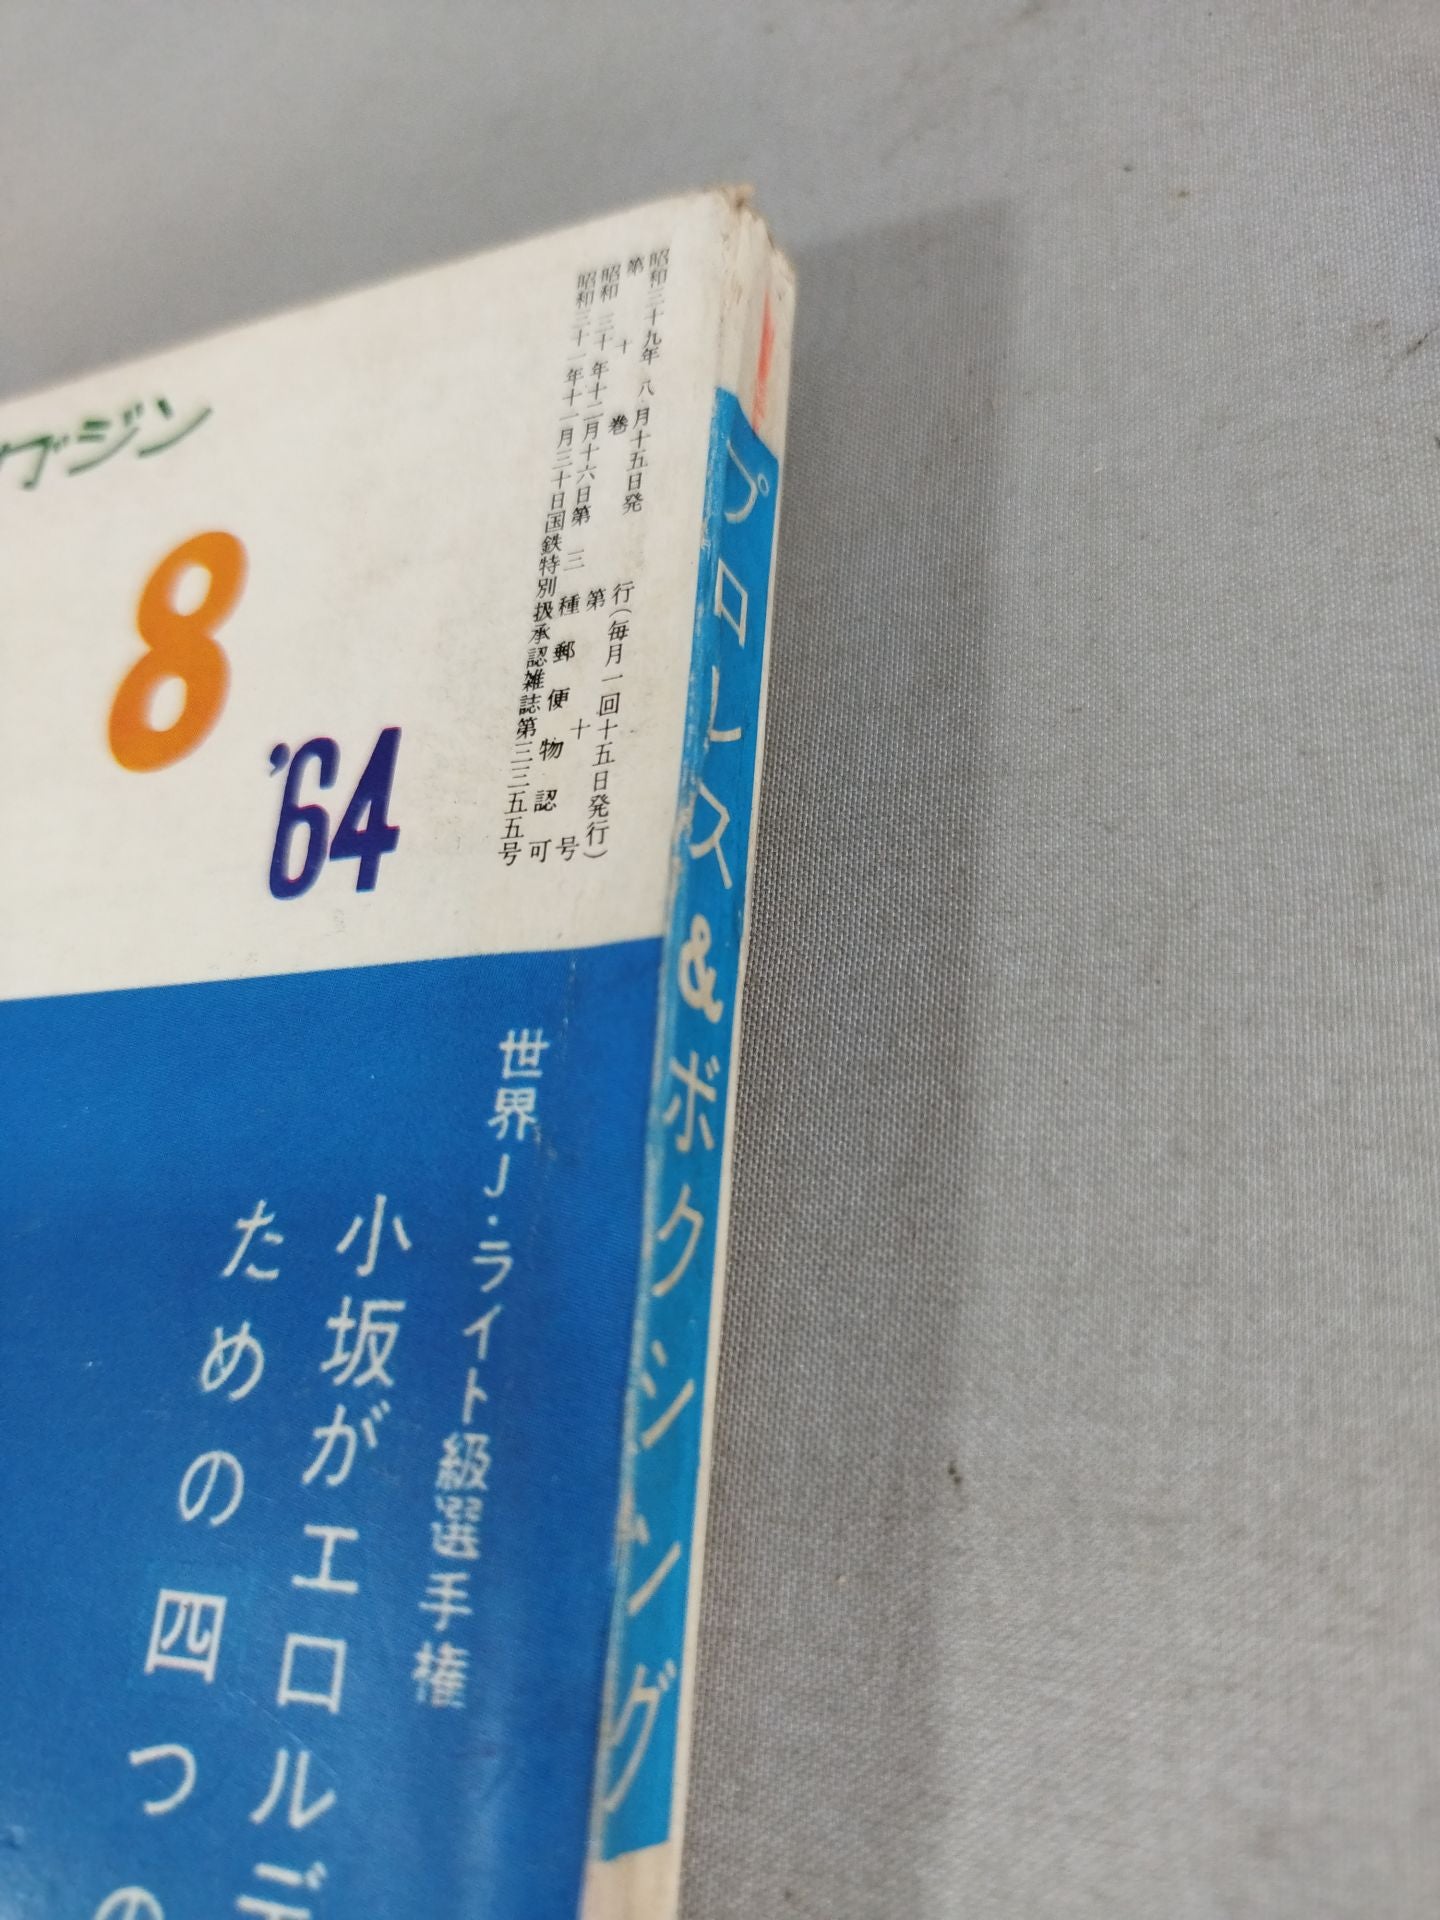 昭和三十九年八月十五日発行(毎月一回十五日発行)
第十巻第十号
昭和三十年十二月十六日第三種郵便物認可
昭和三十一年十一月三十日国鉄特別扱承認雑誌第三三五五号
ガジン
8
'64
プロレス&ボクシング
世界J・ライト級選手権
小坂がエロルデ
ための四つの